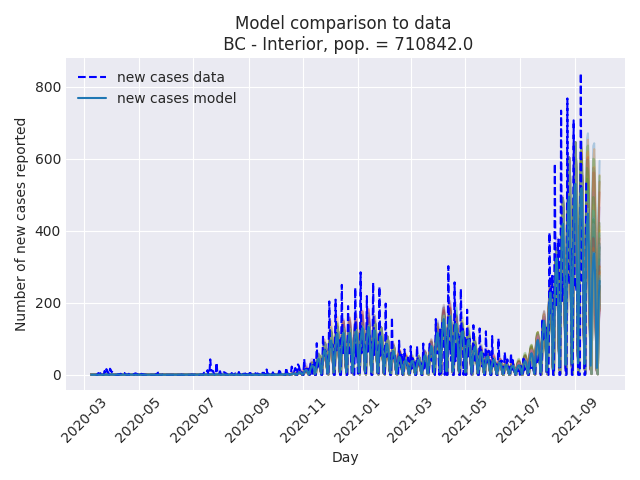 Model comparison to data
BC - Interior, pop. = 710842.0
new cases data
new cases model
Number of new cases reported
800
600
400
200
0
2020-03
2020-05
2020-07
2020-09
2020-11
2021-01
2021-03
2021-05
2021-07
2021-09
Day